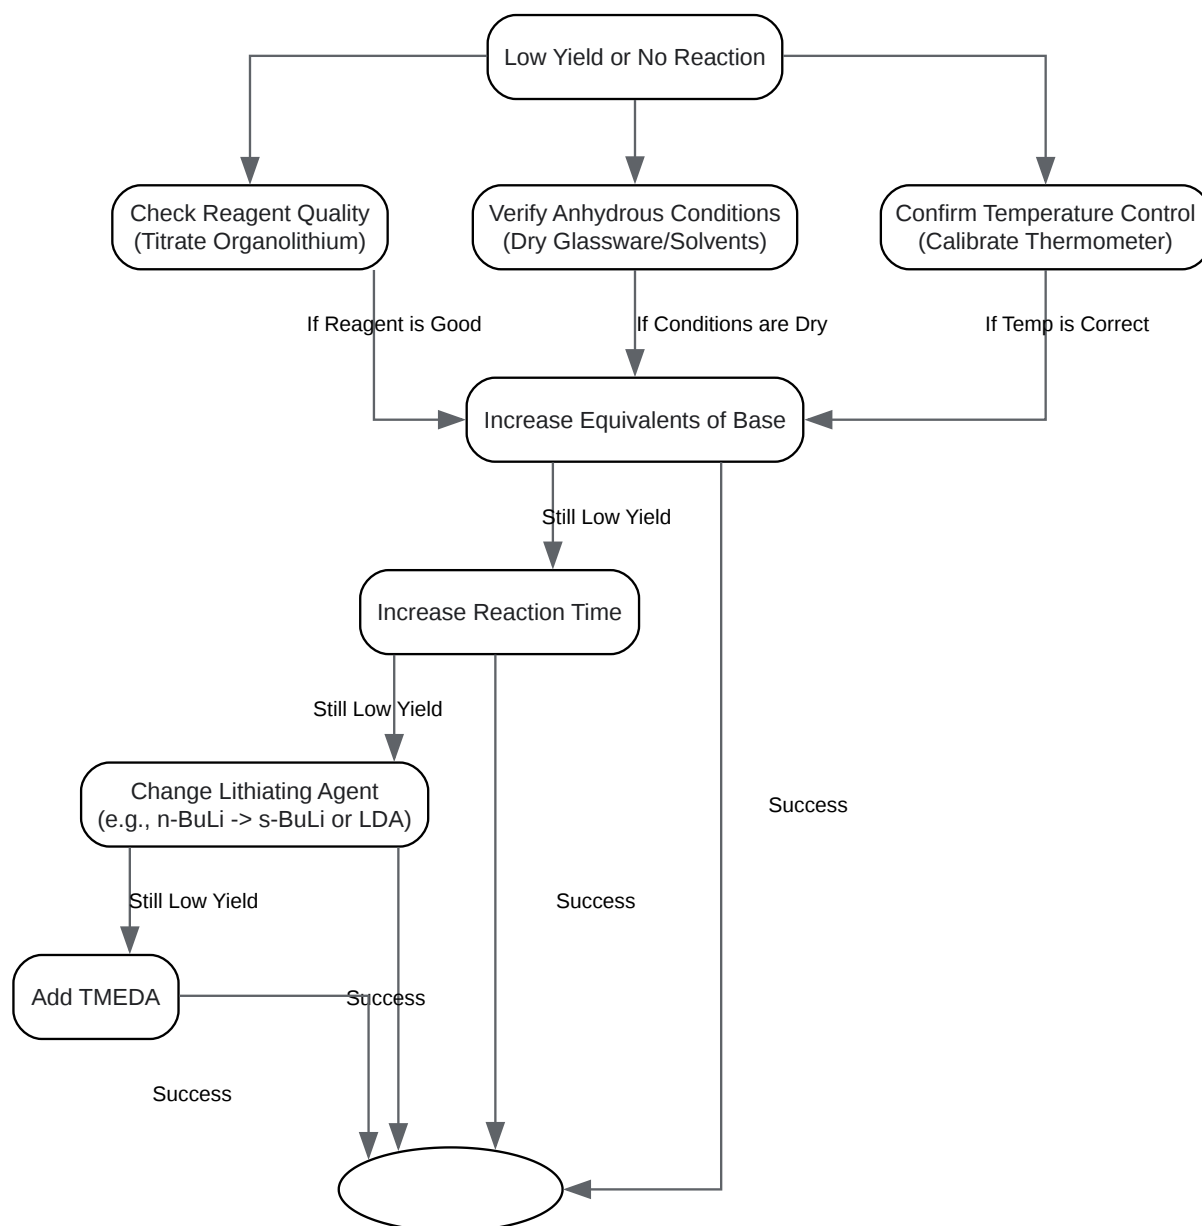 Low Yield or No Reaction
Check Reagent Quality
(Titrate Organolithium)
Verify Anhydrous Conditions
(Dry Glassware/Solvents)
Confirm Temperature Control
(Calibrate Thermometer)
If Reagent is Good
If Conditions are Dry
If Temp is Correct
Increase Equivalents of Base
Still Low Yield
Increase Reaction Time
Still Low Yield
Change Lithiating Agent
(e.g., n-BuLi -> s-BuLi or LDA)
Success
Still Low Yield
Success
Add TMEDA
Success
Success